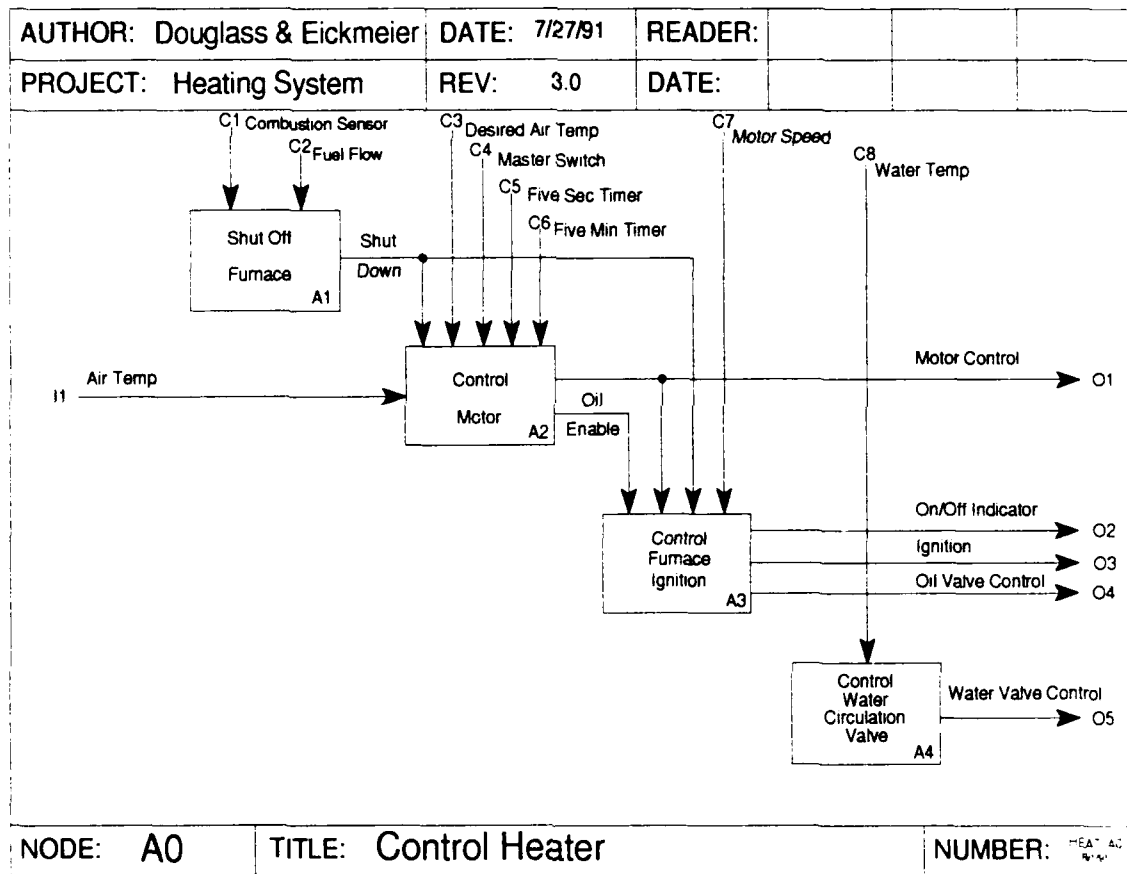 AUTHOR: Douglass & Eickmeier DATE: 7/27/91 READER:
PROJECT: Heating System REV: 3.0 DATE:
C1 Combustion Sensor
C2 Fuel Flow
C3 Desired Air Temp
C4 Master Switch
C5 Five Sec Timer
C6 Five Min Timer
C7 Motor Speed
C8 Water Temp
Shut Off
Furnace
A1
Shut
Down
I1 Air Temp
Control
Motor
A2
Oil
Enable
Motor Control O1
Control
Furnace
Ignition
A3
On/Off Indicator O2
Ignition O3
Oil Valve Control O4
Control
Water
Circulation
Valve
A4
Water Valve Control O5
NODE: A0 TITLE: Control Heater NUMBER: